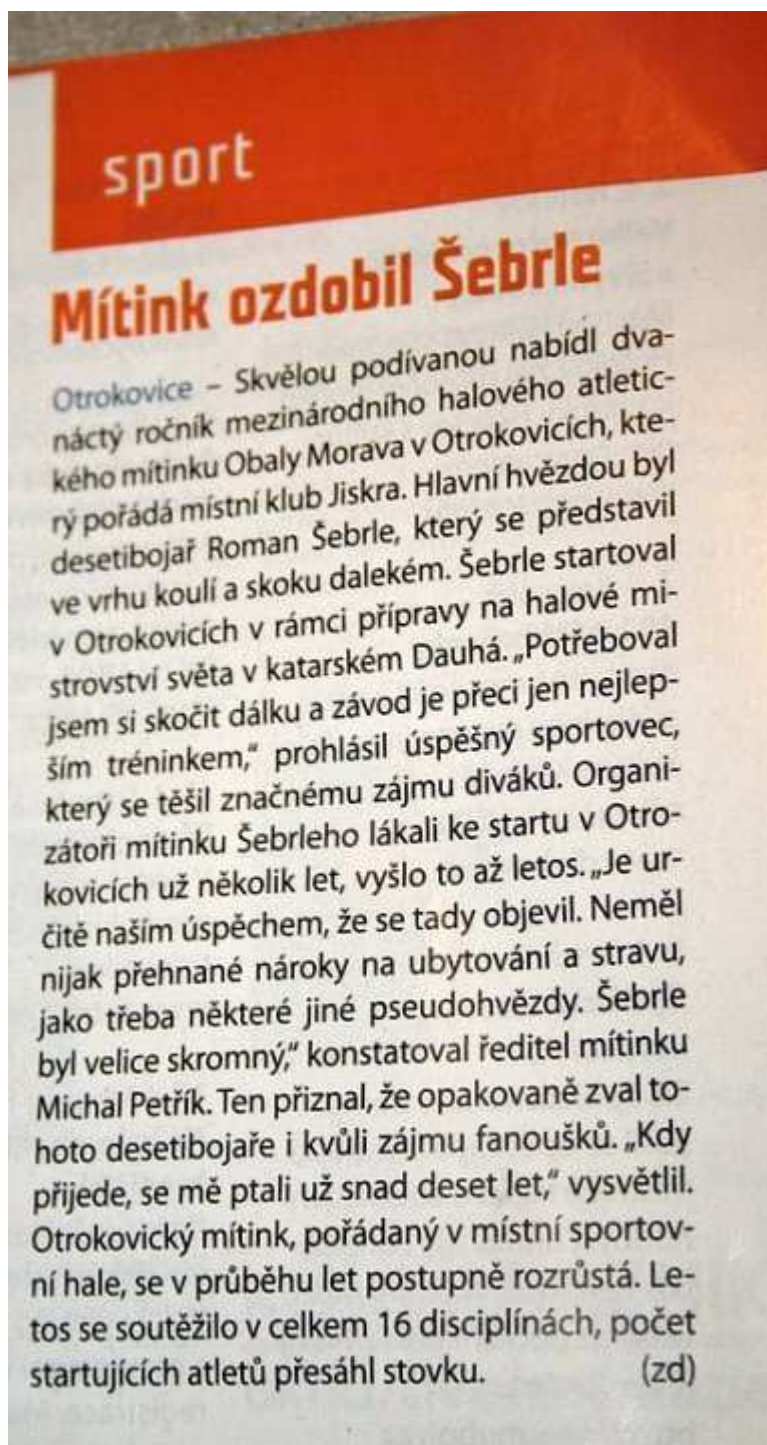 sport
Mítink ozdobil Šebrle
Otrokovice – Skvělou podívanou nabídl dva-
náctý ročník mezinárodního halového atletic-
kého mítinku Obaly Morava v Otrokovicích, kte-
rý pořádá místní klub Jiskra. Hlavní hvězdou byl
desetibojař Roman Šebrle, který se představil
ve vrhu koulí a skoku dalekém. Šebrle startoval
v Otrokovicích v rámci přípravy na halové mi-
strovství světa v katarském Dauhá. „Potřeboval
jsem si skočit dálku a závod je přeci jen nejlep-
ším tréninkem,“ prohlásil úspěšný sportovec,
který se těšil značnému zájmu diváků. Organi-
zátoři mítinku Šebrleho lákali ke startu v Otro-
kovicích už několik let, vyšlo to až letos. „Je ur-
čitě naším úspěchem, že se tady objevil. Neměl
nijak přehnané nároky na ubytování a stravu,
jako třeba některé jiné pseudohvězdy. Šebrle
byl velice skromný,“ konstatoval ředitel mítinku
Michal Petřík. Ten přiznal, že opakovaně zval to-
hoto desetibojaře i kvůli zájmu fanoušků. „Kdy
přijede, se mě ptali už snad deset let,“ vysvětlil.
Otrokovický mítink, pořádaný v místní sportov-
ní hale, se v průběhu let postupně rozrůstá. Le-
tos se soutěžilo v celkem 16 disciplínách, počet
startujících atletů přesáhl stovku. (zd)